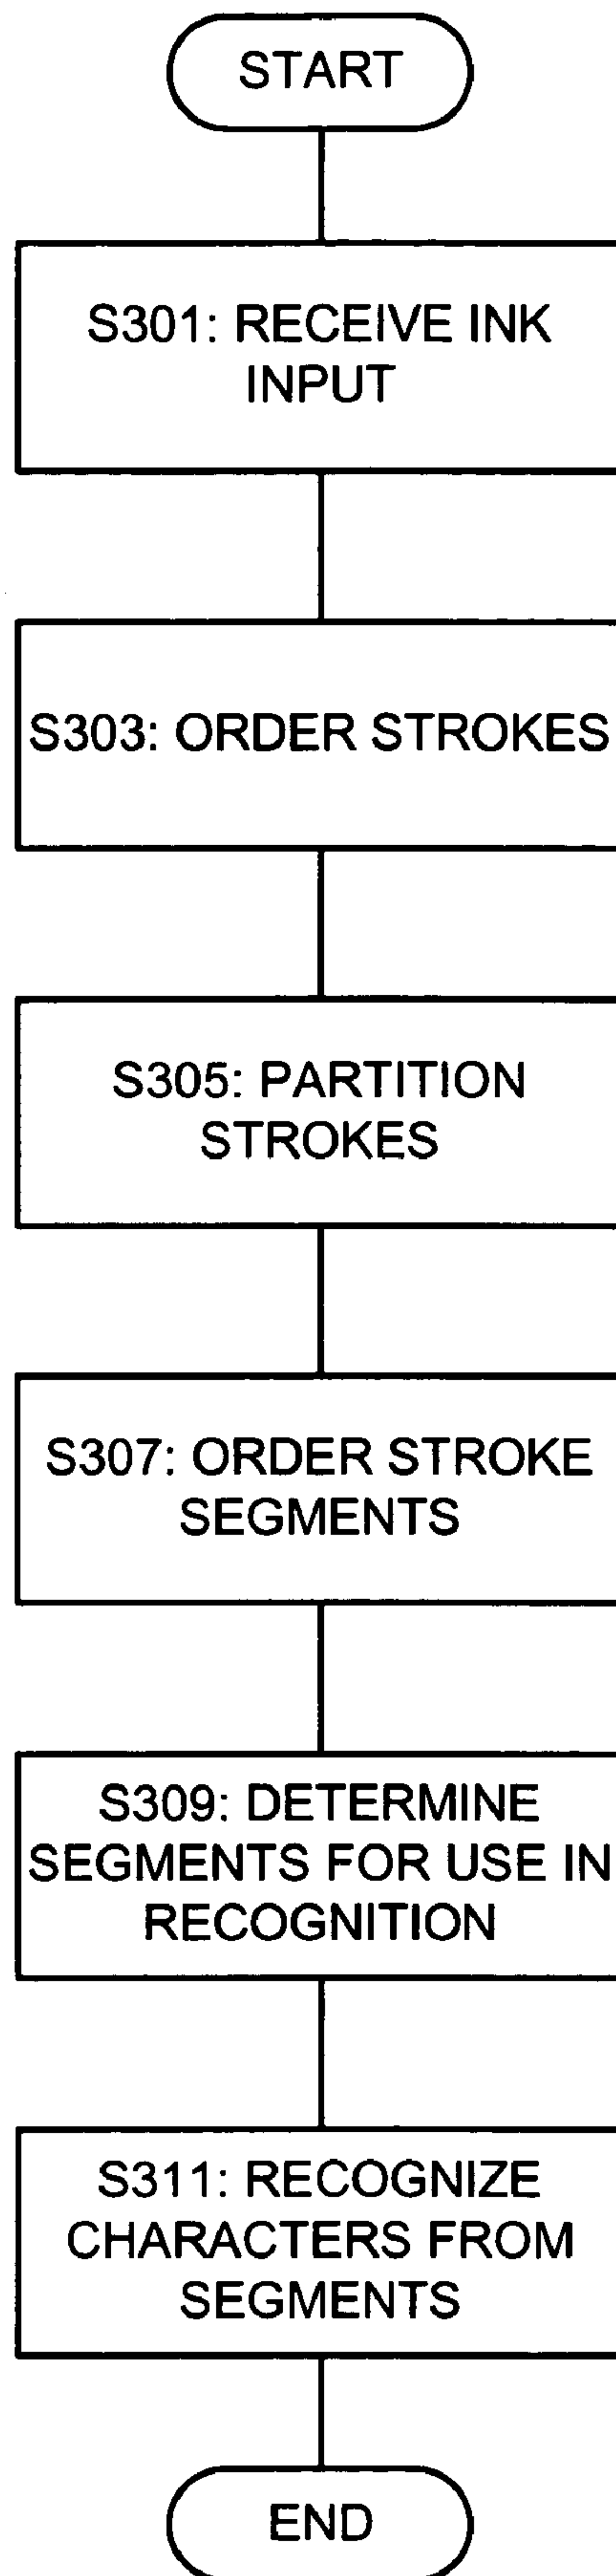 START
S301: RECEIVE INK
INPUT
S303: ORDER STROKES
S305: PARTITION
STROKES
S307: ORDER STROKE
SEGMENTS
S309: DETERMINE
SEGMENTS FOR USE IN
RECOGNITION
S311: RECOGNIZE
CHARACTERS FROM
SEGMENTS
END